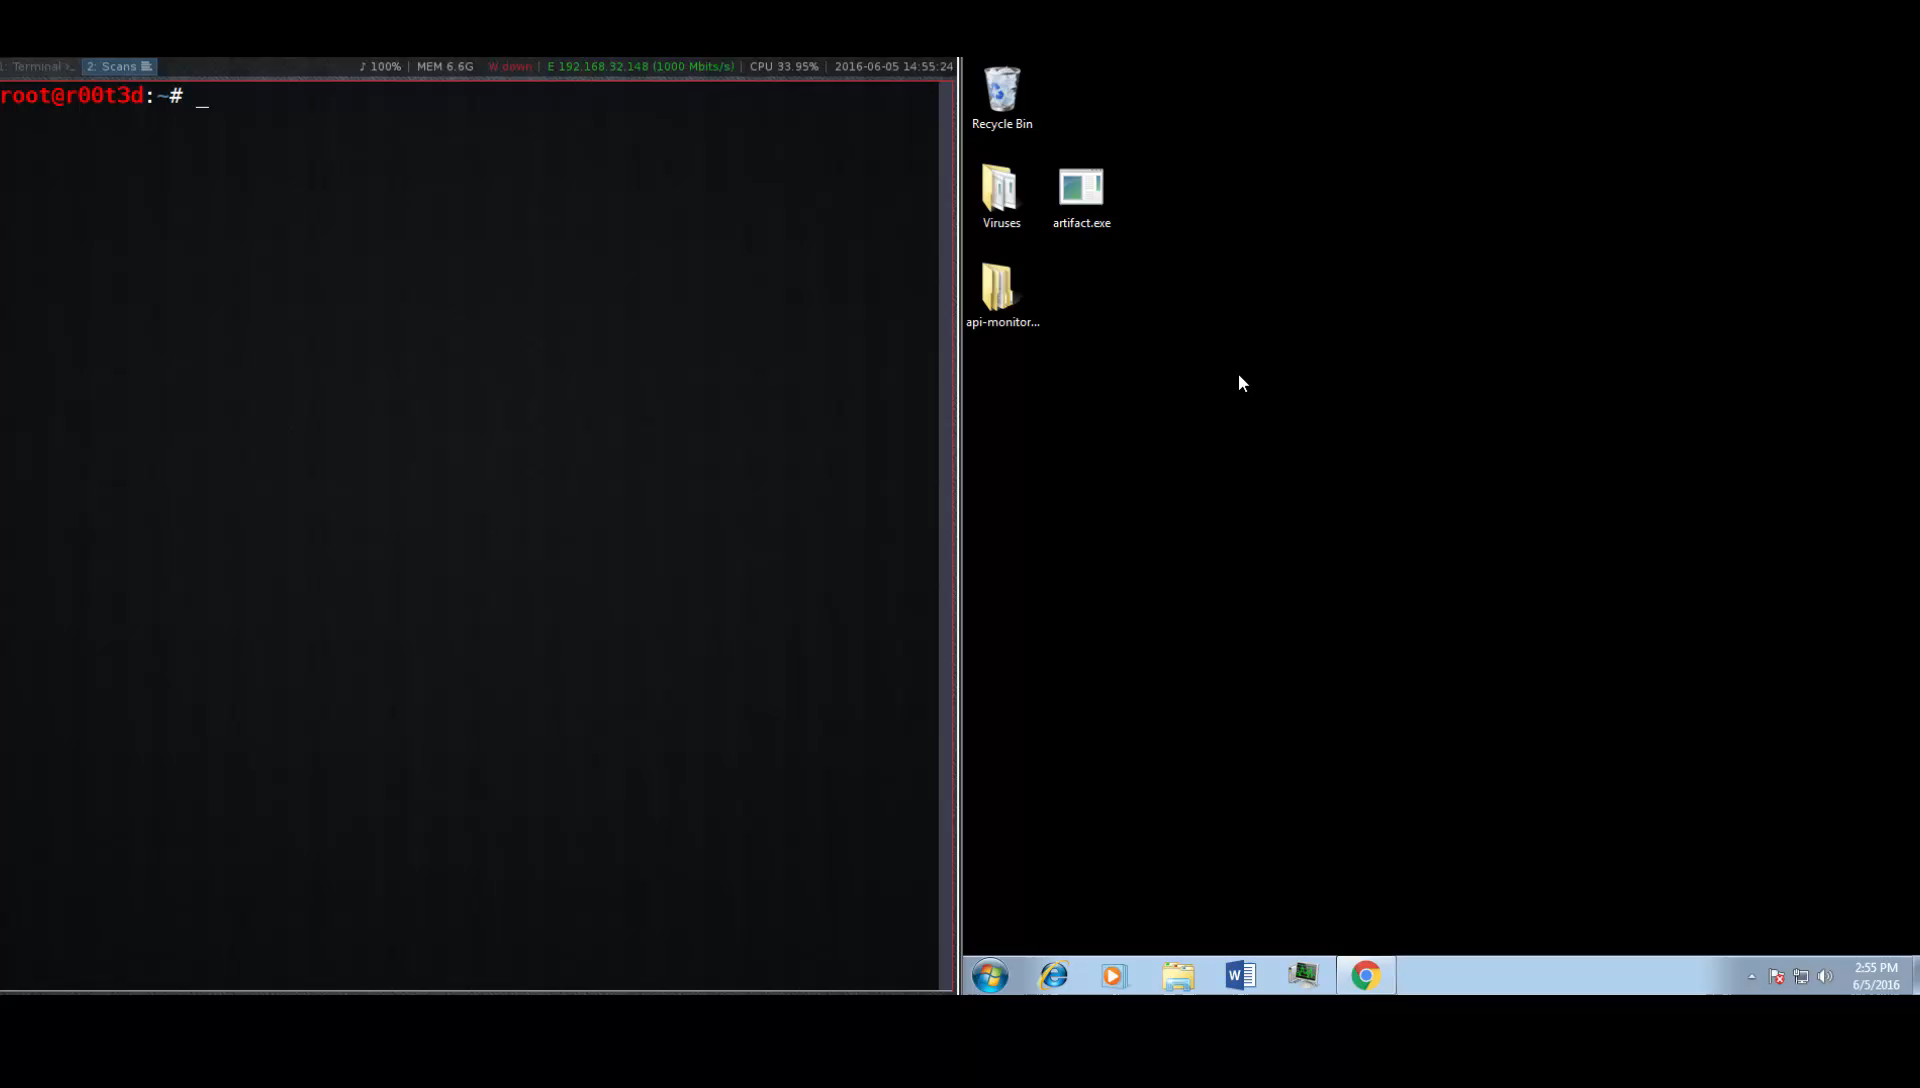 : Terminal >_ 2: Scans
♪ 100% | MEM 6.6G W down | E 192.168.32.148 (1000 Mbits/s) | CPU 33.95% | 2016-06-05 14:55:24
root@r00t3d:~# _
Recycle Bin
Viruses
artifact.exe
api-monitor...
2:55 PM
6/5/2016